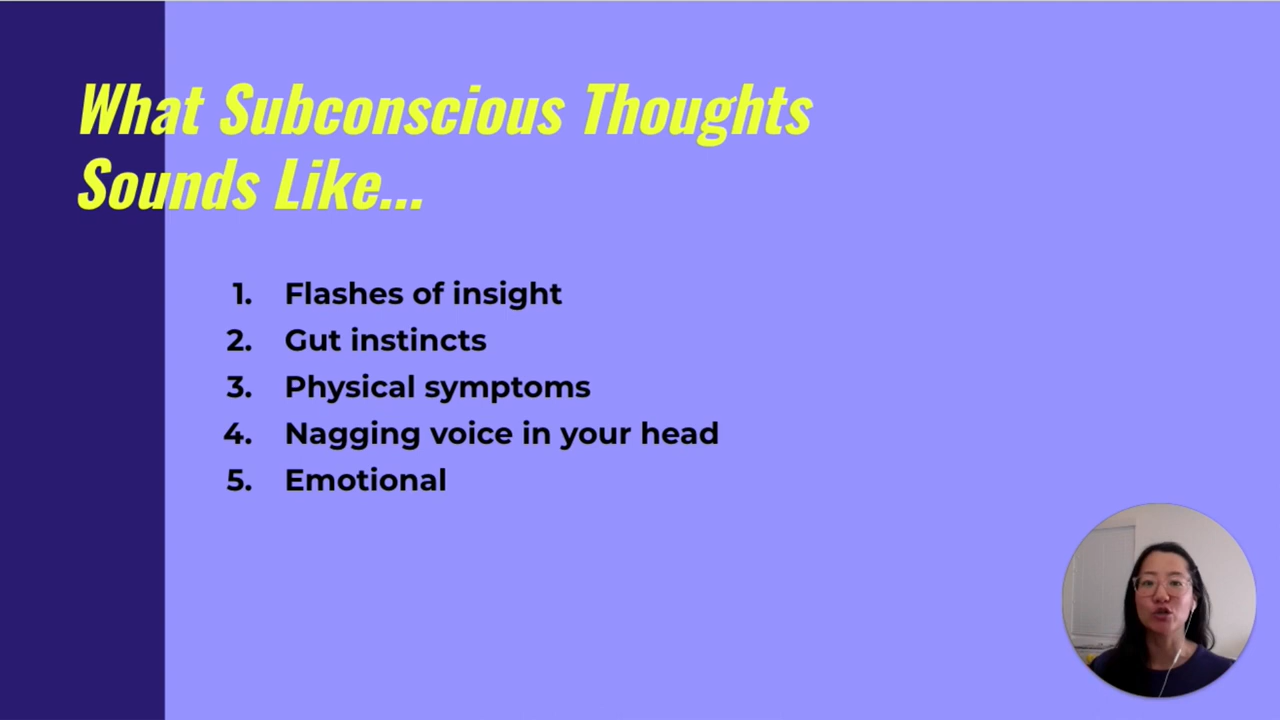 What Subconscious Thoughts
Sounds Like...
1. Flashes of insight
2. Gut instincts
3. Physical symptoms
4. Nagging voice in your head
5. Emotional